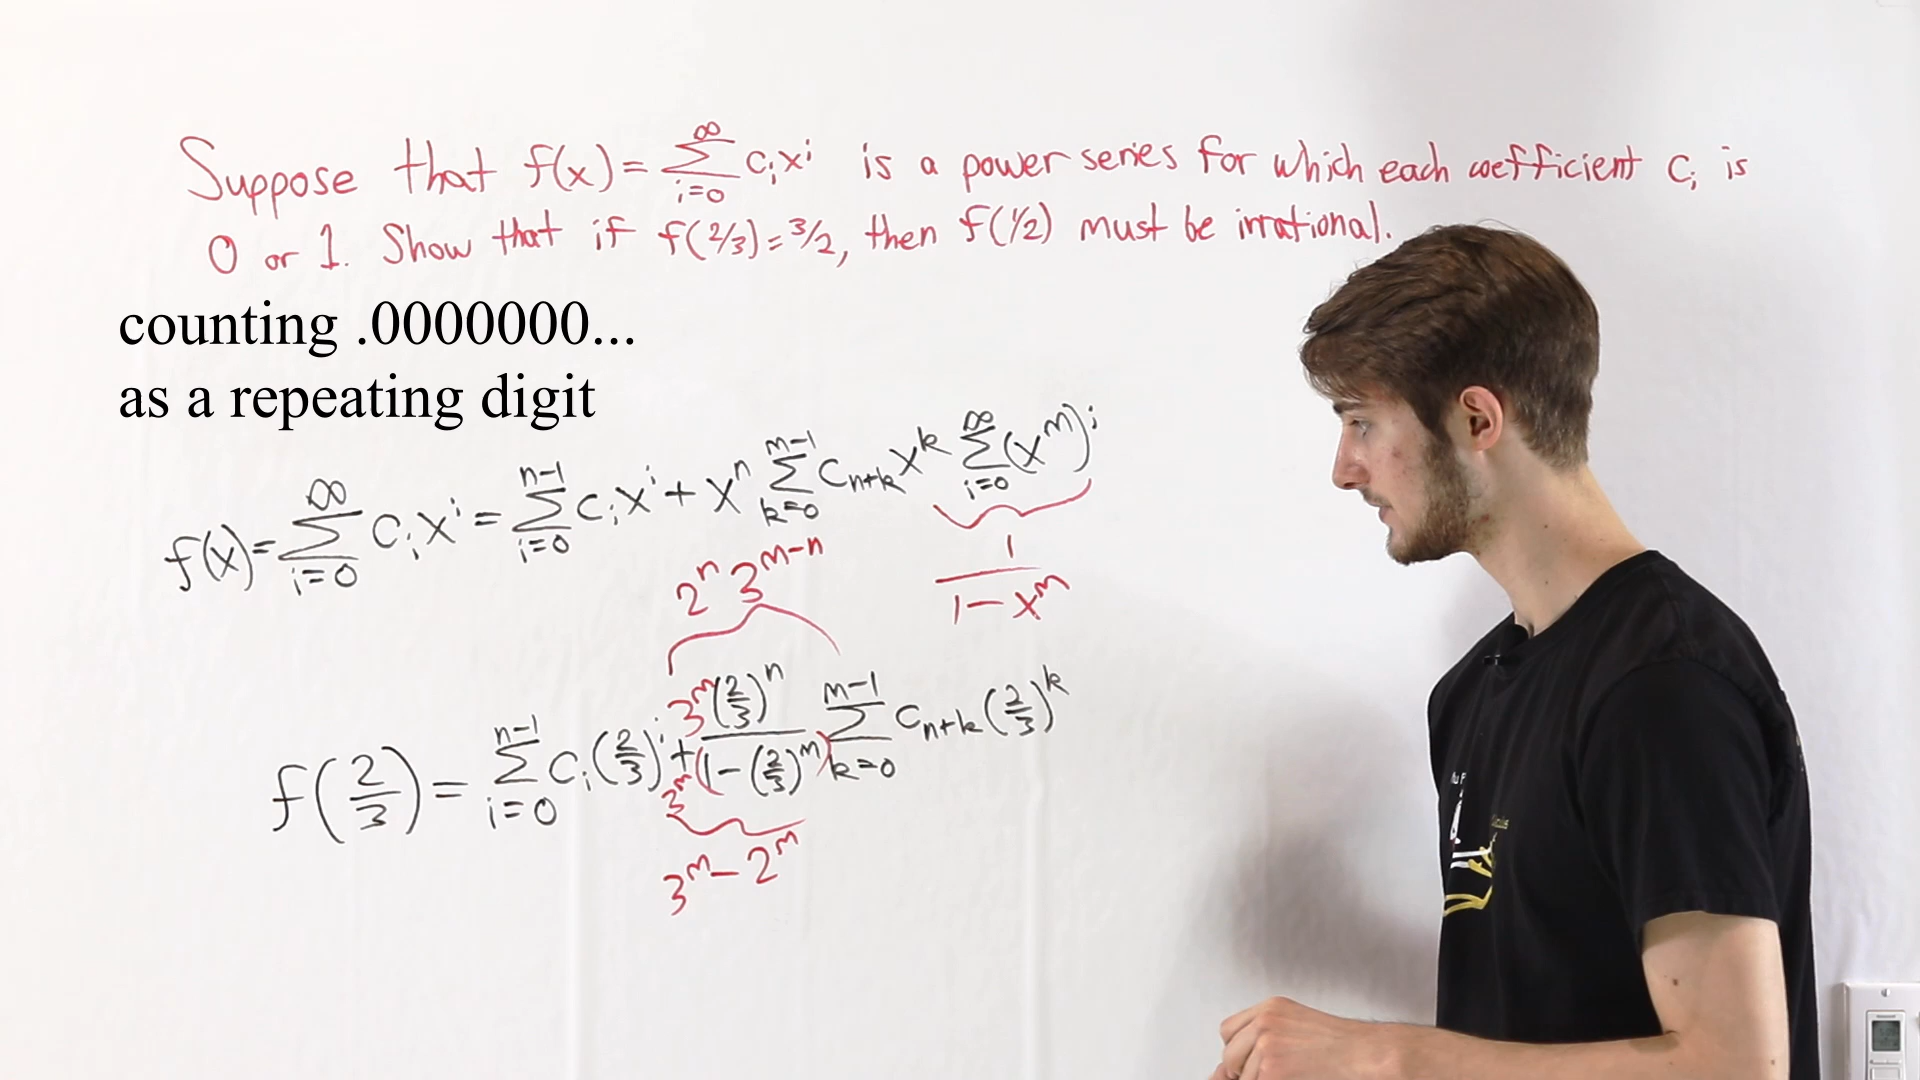 Suppose that f(x) = ∑_{i=0}^{∞} c_i x^i is a power series for which each coefficient c_i is
0 or 1. Show that if f(2/3) = 3/2, then f(1/2) must be irrational.
counting .0000000...
as a repeating digit
f(x) = ∑_{i=0}^{∞} c_i x^i = ∑_{i=0}^{n-1} c_i x^i + x^n ∑_{k=0}^{m-1} c_{n+k} x^k ∑_{i=0}^{∞} (x^m)^i
1/(1-x^m)
2^n 3^{m-n}
f(2/3) = ∑_{i=0}^{n-1} c_i (2/3)^i + 3^m (2/3)^n / 3^m (1-(2/3)^m) ∑_{k=0}^{m-1} c_{n+k} (2/3)^k
3^m - 2^m